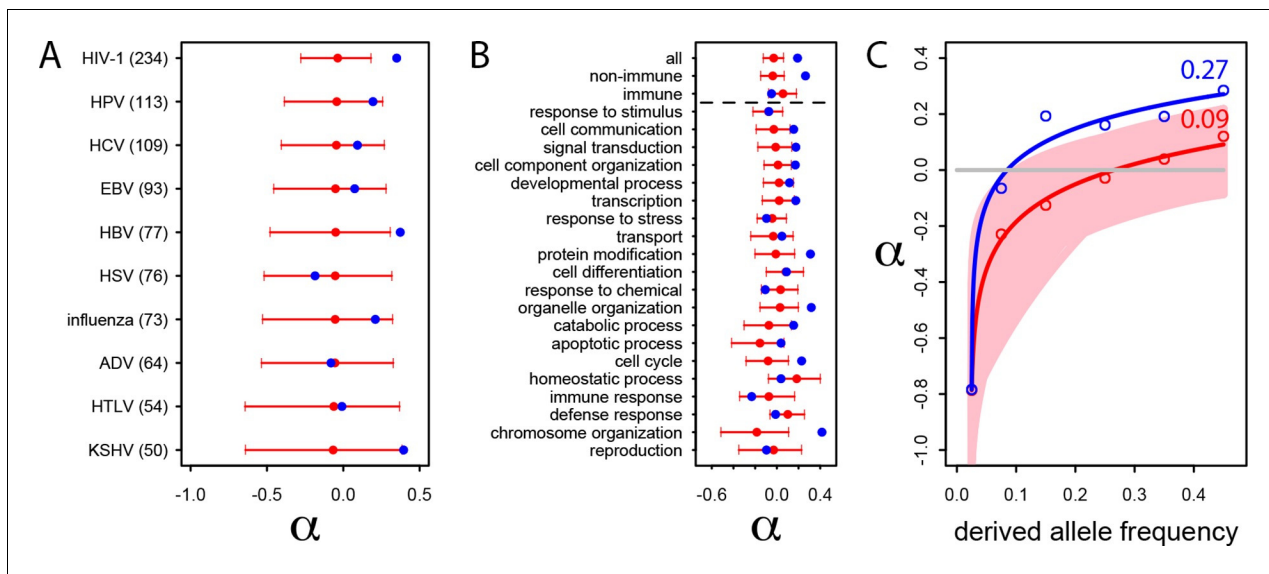 A
HIV-1 (234)
HPV (113)
HCV (109)
EBV (93)
HBV (77)
HSV (76)
influenza (73)
ADV (64)
HTLV (54)
KSHV (50)
-1.0 -0.5 0.0 0.5
α
B
all
non-immune
immune
response to stimulus
cell communication
signal transduction
cell component organization
developmental process
transcription
response to stress
transport
protein modification
cell differentiation
response to chemical
organelle organization
catabolic process
apoptotic process
cell cycle
homeostatic process
immune response
defense response
chromosome organization
reproduction
-0.6 0.0 0.4
α
C
0.27
0.09
α
0.4
0.2
0.0
-0.2
-0.4
-0.6
-0.8
-1.0
0.0 0.1 0.2 0.3 0.4
derived allele frequency